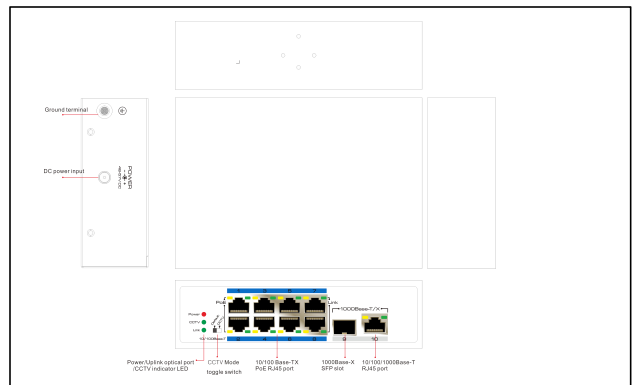 Ground terminal
DC power input
POWER
PoE
Link
1000Base-T/X
Power
CCTV
Link
Default
CCTV
10/100Base-T
9 10
Power/Uplink optical port
/CCTV indicator LED
CCTV Mode
toggle switch
10/100 Base-TX
PoE RJ45 port
1000Base-X
SFP slot
10/100/1000Base-T
RJ45 port